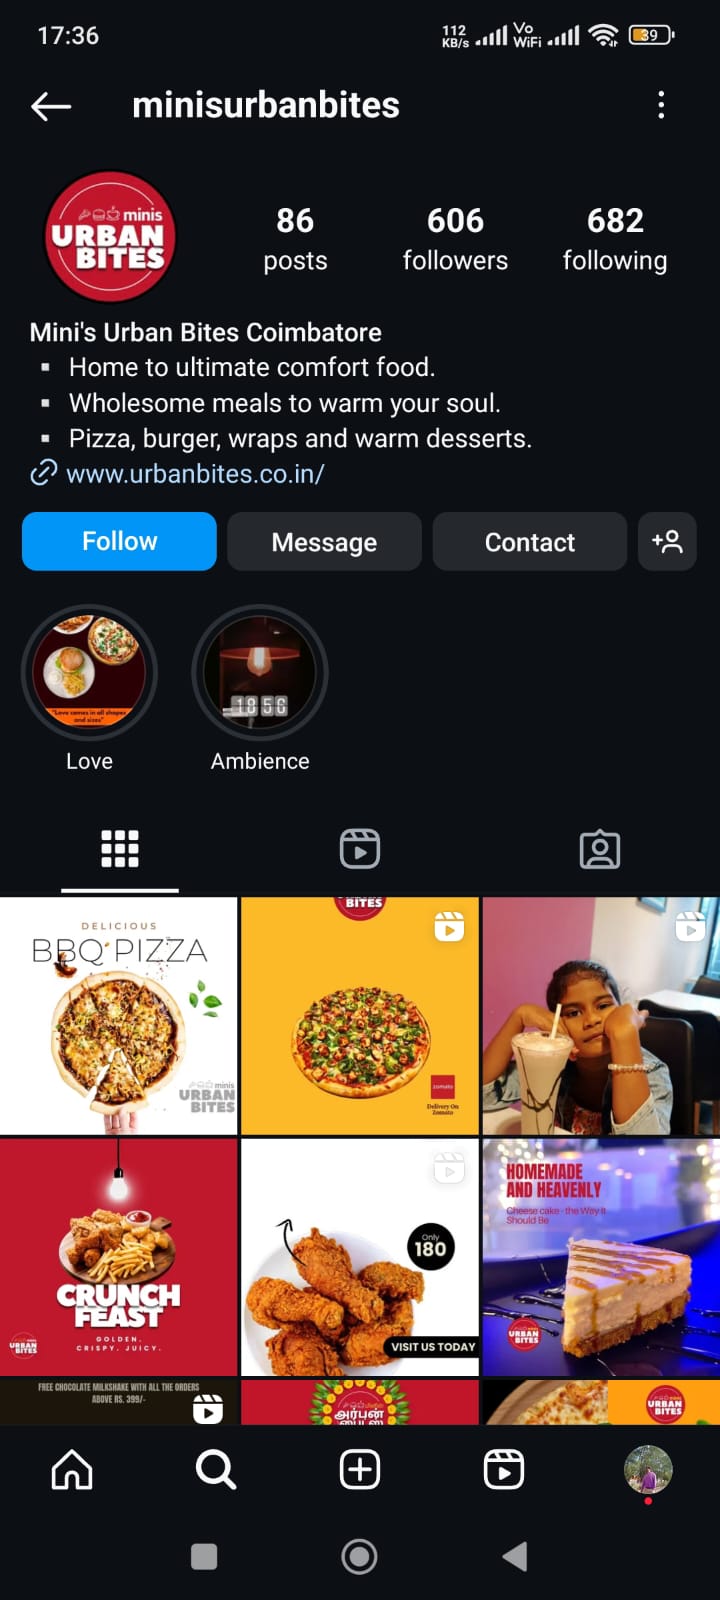 17:36
112
KB/s
Vo
WiFi
39
minisurbanbites
minis
URBAN
BITES
86
606
682
posts
followers
following
Mini's Urban Bites Coimbatore
▪ Home to ultimate comfort food.
▪ Wholesome meals to warm your soul.
▪ Pizza, burger, wraps and warm desserts.
www.urbanbites.co.in/
Follow
Message
Contact
"Love comes in all shapes
and sizes"
18 56
Love
Ambience
DELICIOUS
BBQ PIZZA
minis
URBAN
BITES
BITES
zomato
Delivery On
Zomato
CRUNCH
FEAST
GOLDEN.
CRISPY. JUICY.
URBAN
BITES
Only
180
VISIT US TODAY
HOMEMADE
AND HEAVENLY
Cheese cake - the Way It
Should Be
URBAN
BITES
FREE CHOCOLATE MILKSHAKE WITH ALL THE ORDERS
ABOVE RS. 399/-
அர்பன்
பைட்ஸ்
URBAN
BITES